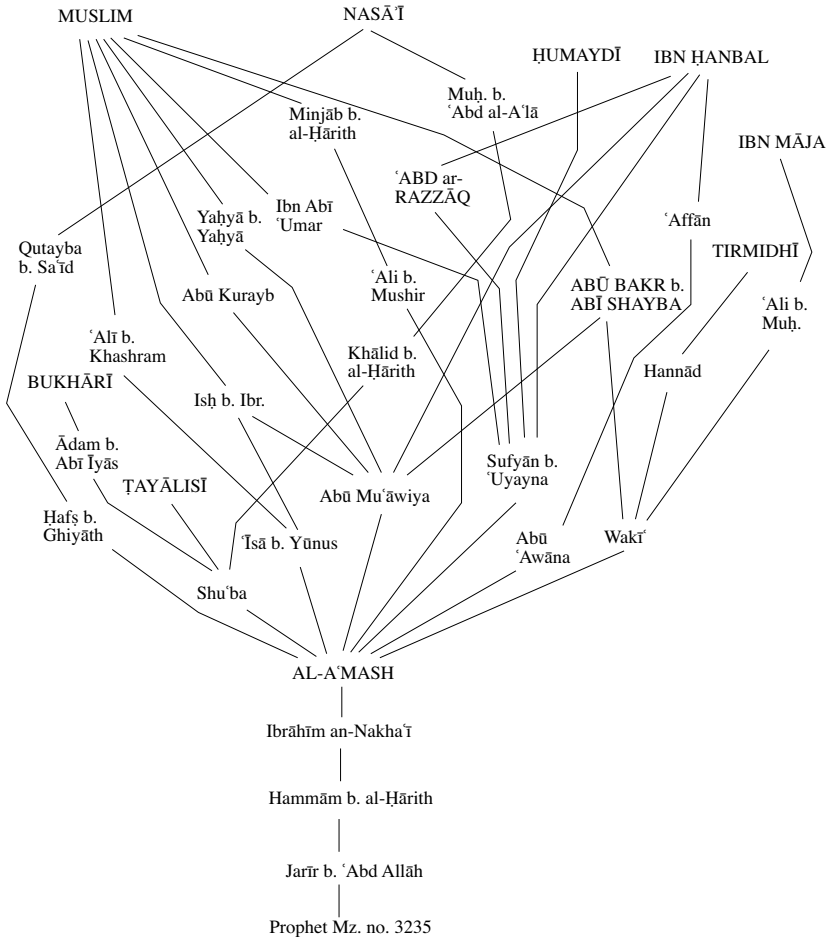 MUSLIM
NASĀʾĪ
ḤUMAYDĪ
IBN ḤANBAL
Muḥ. b.
ʿAbd al-Aʿlā
Minjāb b.
al-Ḥārith
IBN MĀJA
ʿABD ar-
RAZZĀQ
Ibn Abī
ʿUmar
Yaḥyā b.
Yaḥyā
ʿAffān
Qutayba
b. Saʿīd
TIRMIDHĪ
ʿAli b.
Mushir
ABŪ BAKR b.
ABĪ SHAYBA
Abū Kurayb
ʿAli b.
Muḥ.
ʿAlī b.
Khashram
Khālid b.
al-Ḥārith
Hannād
BUKHĀRĪ
Isḥ b. Ibr.
Ādam b.
Abī Īyās
Sufyān b.
ʿUyayna
ṬAYĀLISĪ
Abū Muʿāwiya
Ḥafṣ b.
Ghiyāth
ʿĪsā b. Yūnus
Abū
ʿAwāna
Wakīʿ
Shuʿba
AL-AʿMASH
Ibrāhīm an-Nakhaʿī
Hammām b. al-Ḥārith
Jarīr b. ʿAbd Allāh
Prophet Mz. no. 3235